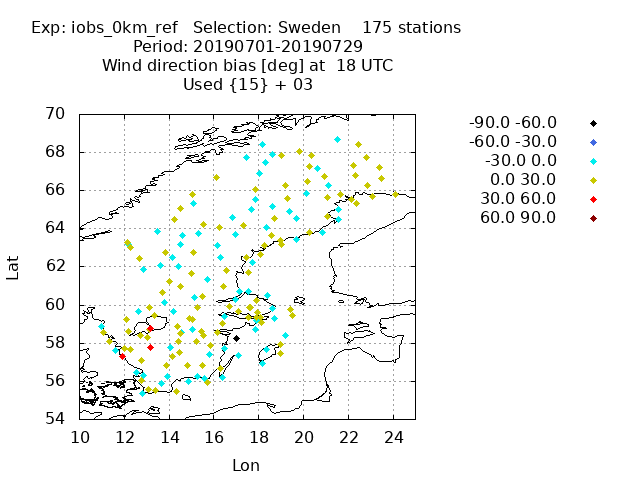 Exp: iobs_0km_ref   Selection: Sweden    175 stations
Period: 20190701-20190729
Wind direction bias [deg] at  18 UTC
Used {15} + 03
-90.0 -60.0
-60.0 -30.0
-30.0 0.0
0.0 30.0
30.0 60.0
60.0 90.0
Lat
70
68
66
64
62
60
58
56
54
10 12 14 16 18 20 22 24
Lon